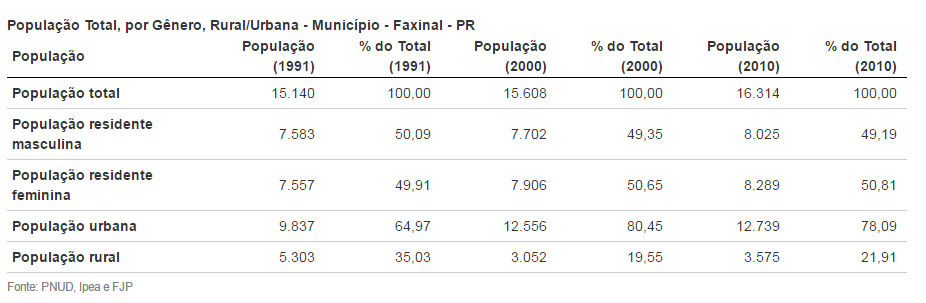 População Total, por Gênero, Rural/Urbana - Município - Faxinal - PR
População População (1991) % do Total (1991) População (2000) % do Total (2000) População (2010) % do Total (2010)
População total 15.140 100,00 15.608 100,00 16.314 100,00
População residente masculina 7.583 50,09 7.702 49,35 8.025 49,19
População residente feminina 7.557 49,91 7.906 50,65 8.289 50,81
População urbana 9.837 64,97 12.556 80,45 12.739 78,09
População rural 5.303 35,03 3.052 19,55 3.575 21,91
Fonte: PNUD, Ipea e FJP